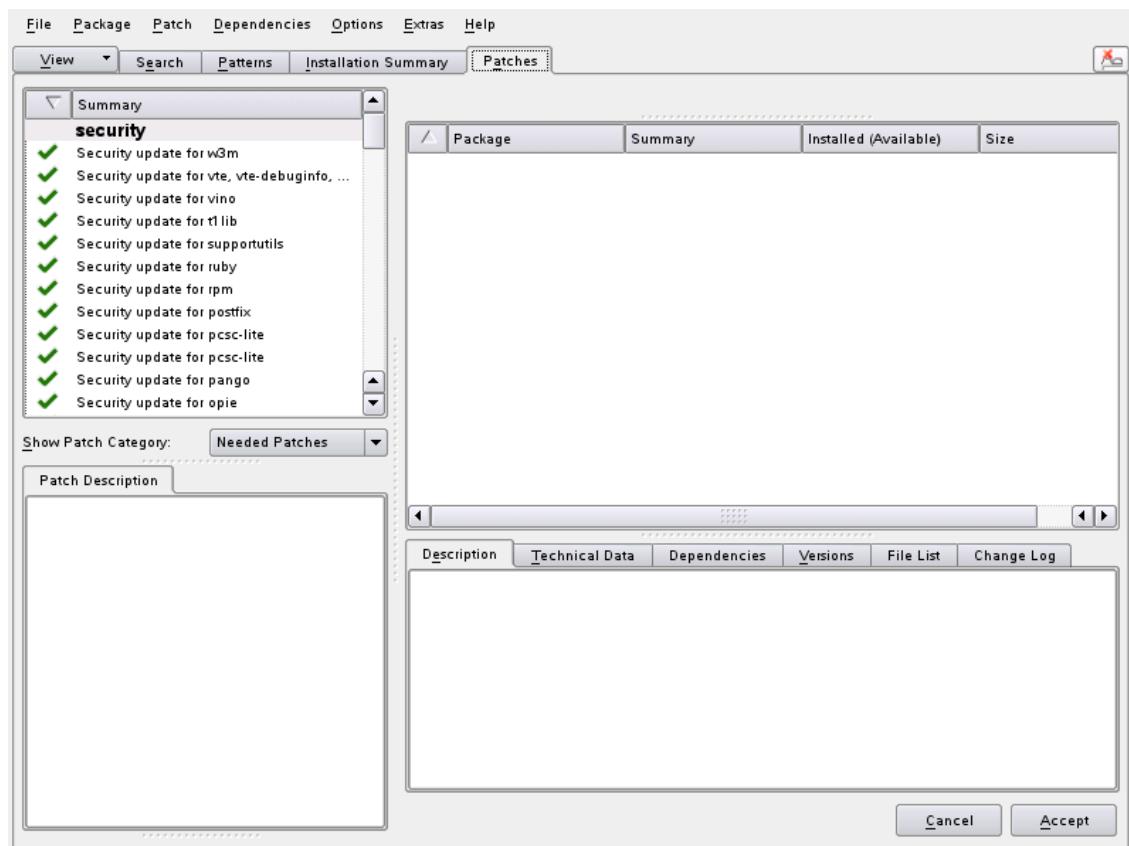 File Package Patch Dependencies Options Extras Help
View Search Patterns Installation Summary Patches
Summary
security
Security update for w3m
Security update for vte, vte-debuginfo, ...
Security update for vino
Security update for t1lib
Security update for supportutils
Security update for ruby
Security update for rpm
Security update for postfix
Security update for pcsc-lite
Security update for pcsc-lite
Security update for pango
Security update for opie
Show Patch Category: Needed Patches
Patch Description
Package Summary Installed (Available) Size
Description Technical Data Dependencies Versions File List Change Log
Cancel Accept